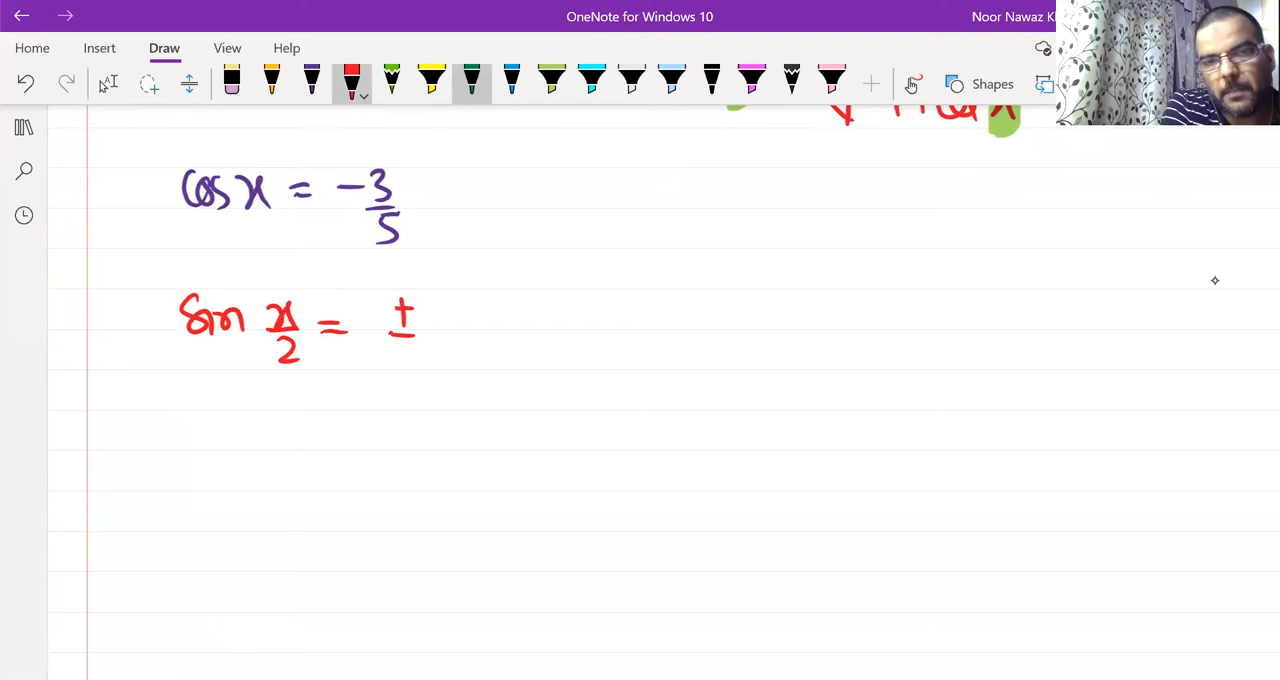 OneNote for Windows 10
Noor Nawaz
Home Insert Draw View Help
Shapes
cos x = -3/5
sin x/2 = ±